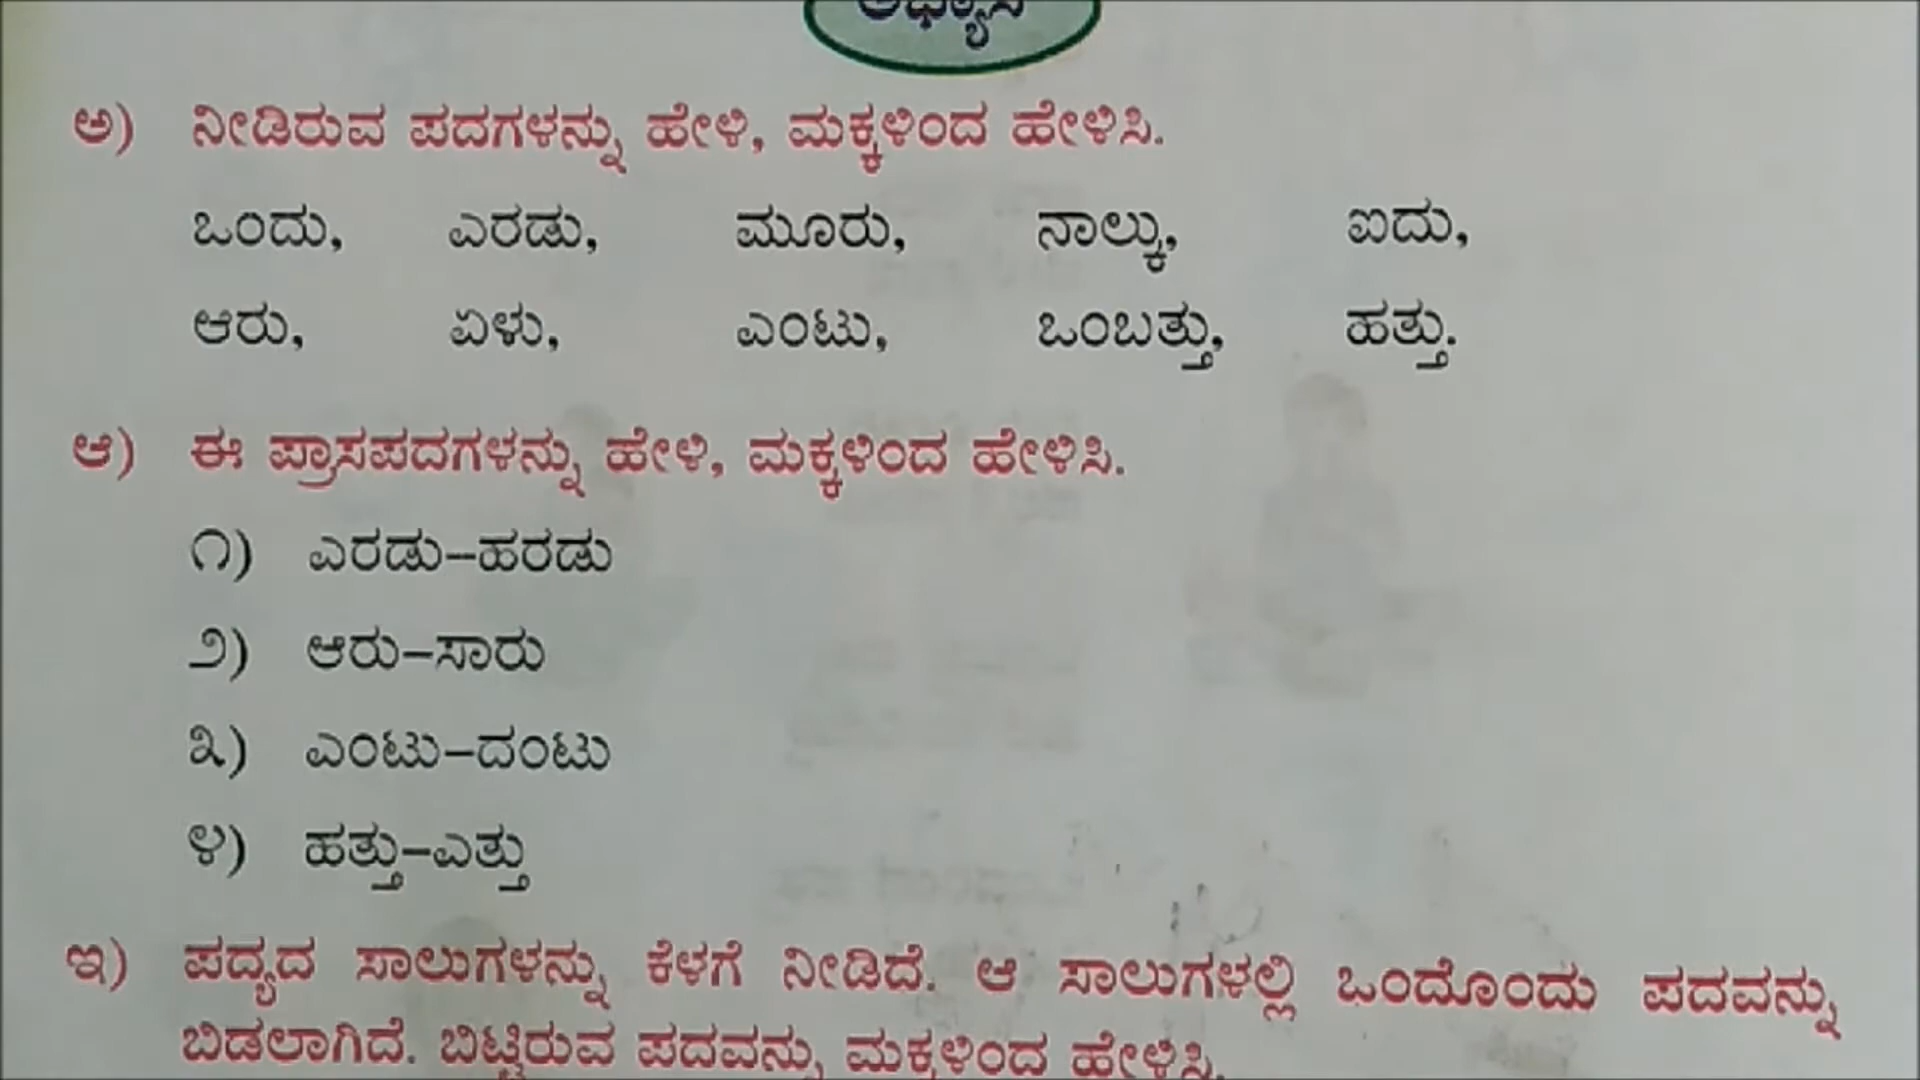 ಅಭ್ಯಾಸ
ಅ) ನೀಡಿರುವ ಪದಗಳನ್ನು ಹೇಳಿ, ಮಕ್ಕಳಿಂದ ಹೇಳಿಸಿ.
ಒಂದು, ಎರಡು, ಮೂರು, ನಾಲ್ಕು, ಐದು,
ಆರು, ಏಳು, ಎಂಟು, ಒಂಬತ್ತು, ಹತ್ತು.
ಆ) ಈ ಪ್ರಾಸಪದಗಳನ್ನು ಹೇಳಿ, ಮಕ್ಕಳಿಂದ ಹೇಳಿಸಿ.
೧) ಎರಡು–ಹರಡು
೨) ಆರು–ಸಾರು
೩) ಎಂಟು–ದಂಟು
೪) ಹತ್ತು–ಎತ್ತು
ಇ) ಪದ್ಯದ ಸಾಲುಗಳನ್ನು ಕೆಳಗೆ ನೀಡಿದೆ. ಆ ಸಾಲುಗಳಲ್ಲಿ ಒಂದೊಂದು ಪದವನ್ನು
ಬಿಡಲಾಗಿದೆ. ಬಿಟ್ಟಿರುವ ಪದವನ್ನು ಮಕ್ಕಳಿಂದ ಹೇಳಿಸಿ.